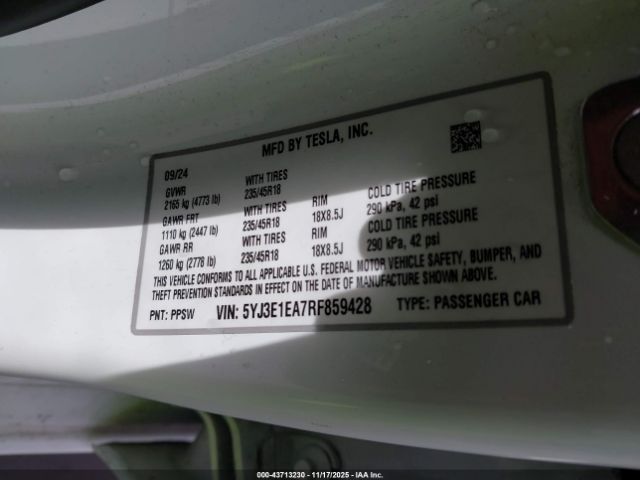 MFD BY TESLA, INC.
09/24
GVWR WITH TIRES
2165 kg (4773 lb) 235/45R18 RIM COLD TIRE PRESSURE
GAWR FRT WITH TIRES 18X8.5J 290 kPa, 42 psi
1110 kg (2447 lb) 235/45R18 RIM COLD TIRE PRESSURE
GAWR RR WITH TIRES 18X8.5J 290 kPa, 42 psi
1260 kg (2778 lb) 235/45R18
THIS VEHICLE CONFORMS TO ALL APPLICABLE U.S. FEDERAL MOTOR VEHICLE SAFETY, BUMPER, AND
THEFT PREVENTION STANDARDS IN EFFECT ON THE DATE OF MANUFACTURE SHOWN ABOVE.
PNT: PPSW VIN: 5YJ3E1EA7RF859428 TYPE: PASSENGER CAR
000-43713230 - 11/17/2025 - IAA Inc.